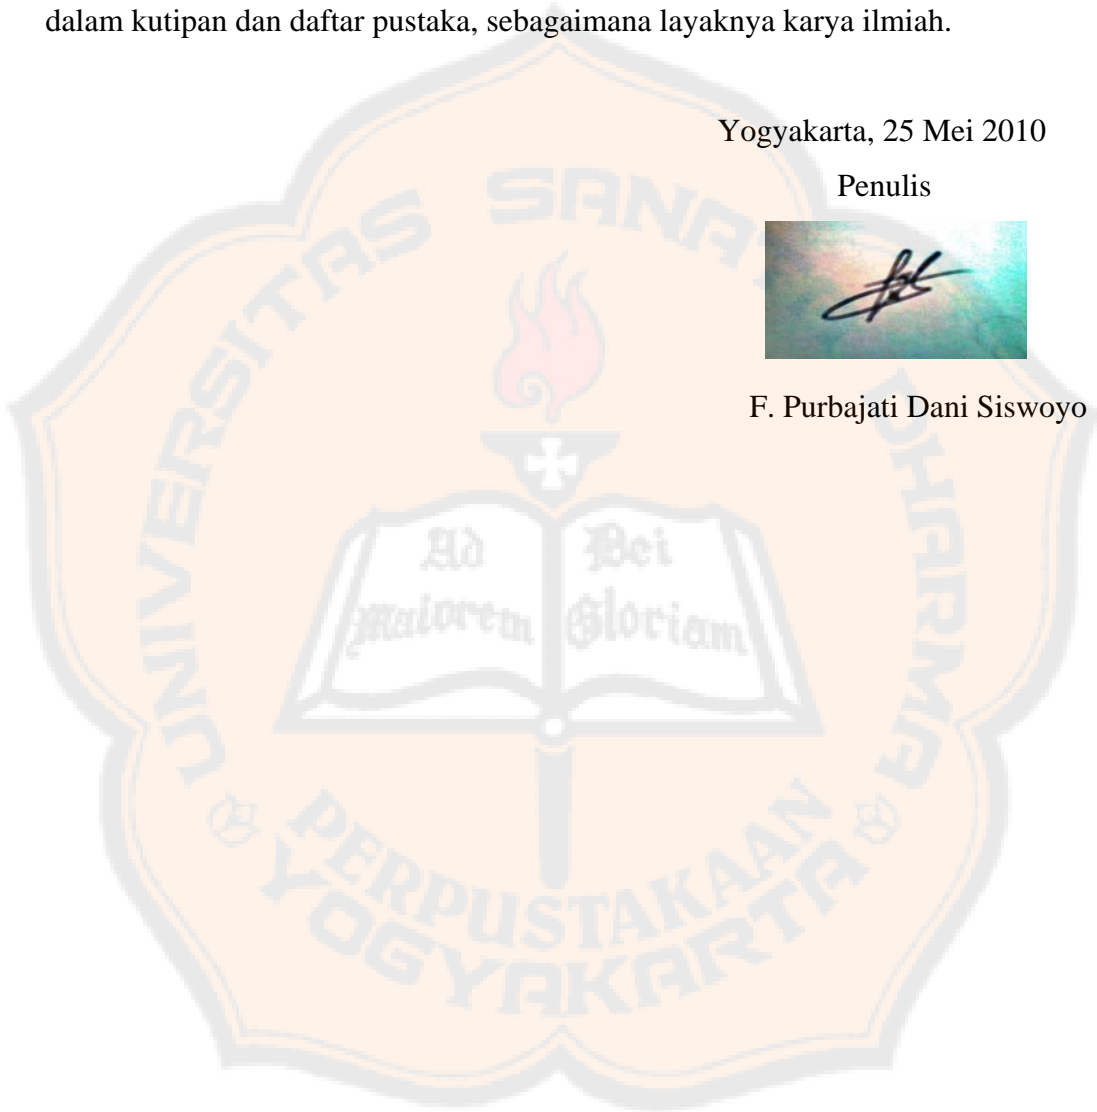 dalam kutipan dan daftar pustaka, sebagaimana layaknya karya ilmiah.
Yogyakarta, 25 Mei 2010
Penulis
F. Purbajati Dani Siswoyo
UNIVERSITAS SANATA DHARMA
Ad
Maiorem
Dei
Gloriam
PERPUSTAKAAN
YOGYAKARTA